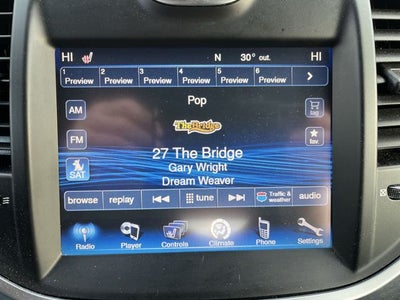 HI N 30° out. HI
1 Preview 2 Preview 3 Preview 4 Preview 5 Preview 6 Preview
Pop
AM
TheBridge
tag
FM
fav.
27 The Bridge
Gary Wright
SAT
Dream Weaver
browse replay tune Traffic & weather audio
Radio Player Controls Climate Phone Settings